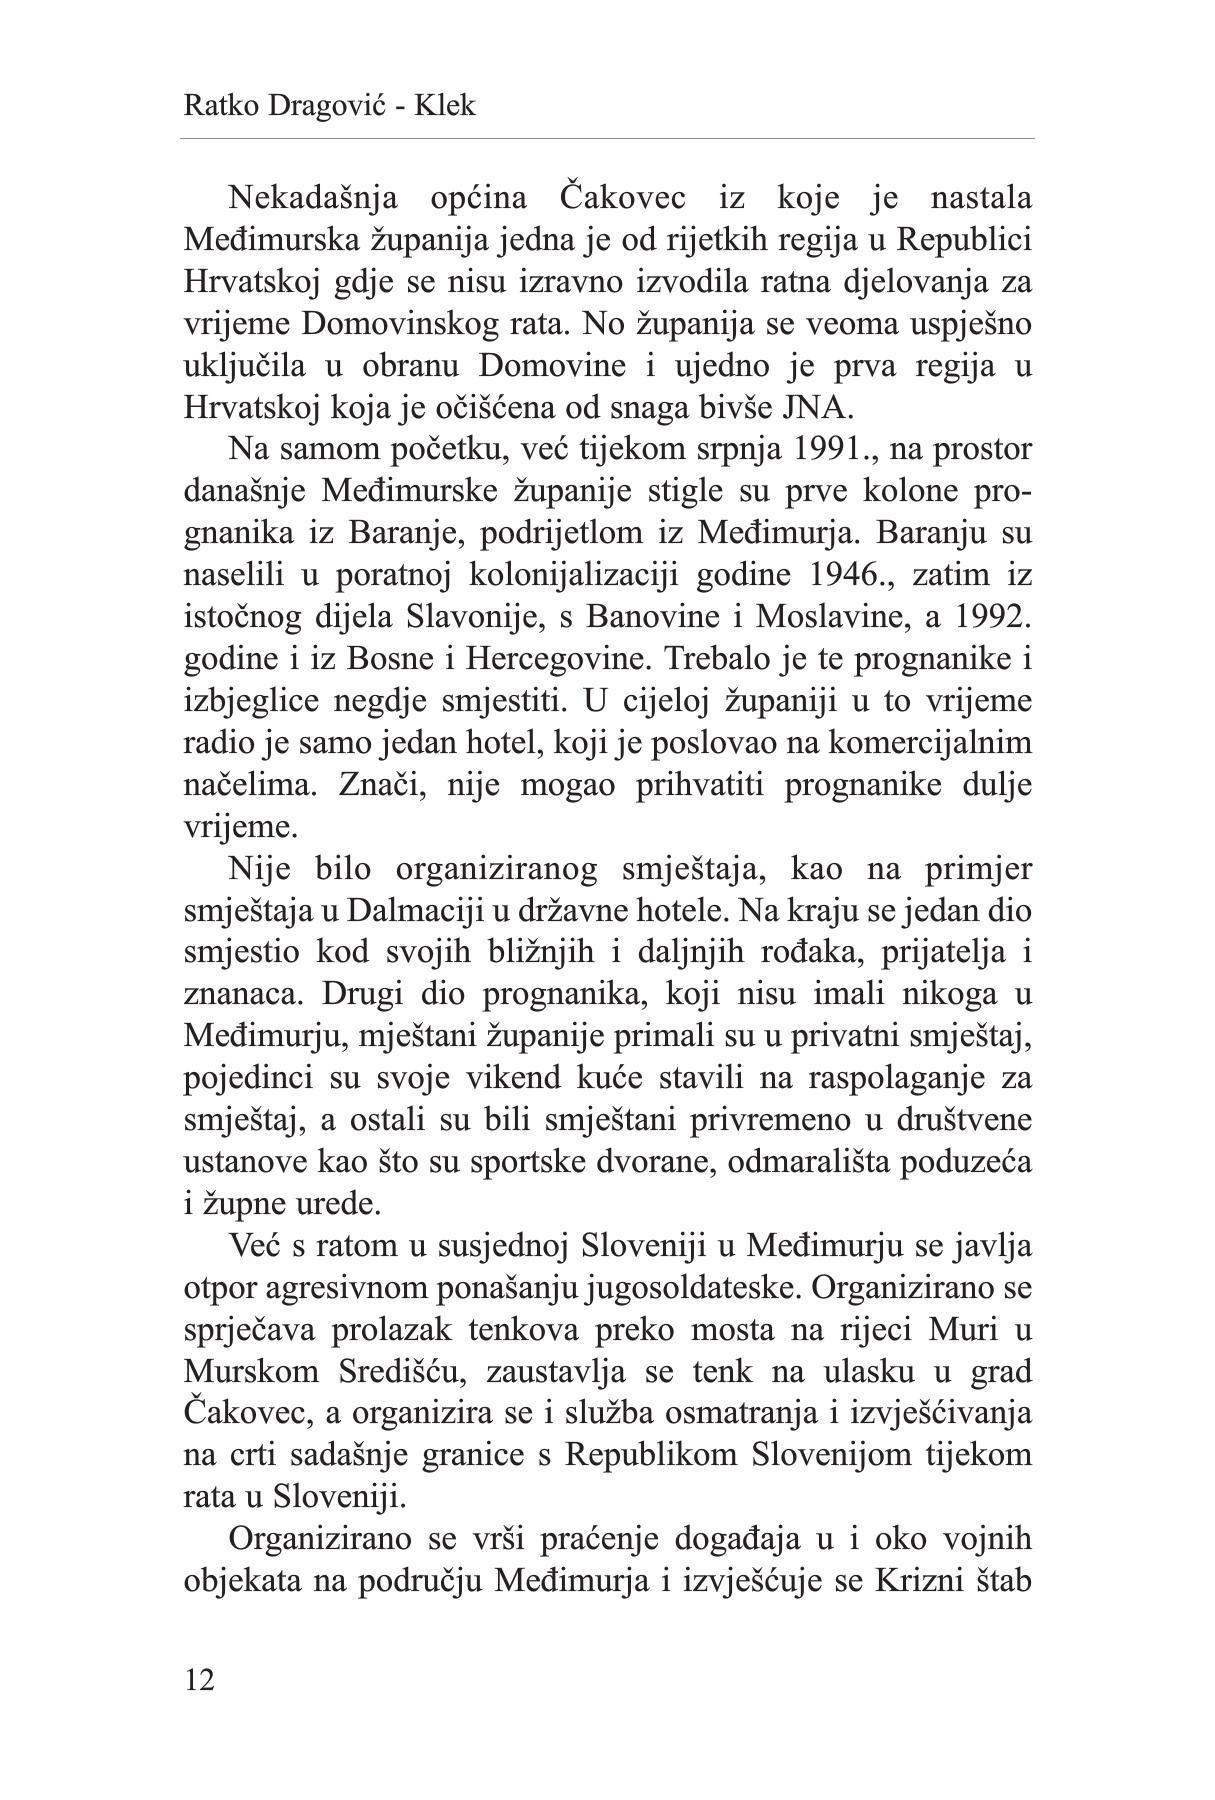 Ratko Dragović - Klek
Nekadašnja općina Čakovec iz koje je nastala
Međimurska županija jedna je od rijetkih regija u Republici
Hrvatskoj gdje se nisu izravno izvodila ratna djelovanja za
vrijeme Domovinskog rata. No županija se veoma uspješno
uključila u obranu Domovine i ujedno je prva regija u
Hrvatskoj koja je očišćena od snaga bivše JNA.
Na samom početku, već tijekom srpnja 1991., na prostor
današnje Međimurske županije stigle su prve kolone pro-
gnanika iz Baranje, podrijetlom iz Međimurja. Baranju su
naselili u poratnoj kolonijalizaciji godine 1946., zatim iz
istočnog dijela Slavonije, s Banovine i Moslavine, a 1992.
godine i iz Bosne i Hercegovine. Trebalo je te prognanike i
izbjeglice negdje smjestiti. U cijeloj županiji u to vrijeme
radio je samo jedan hotel, koji je poslovao na komercijalnim
načelima. Znači, nije mogao prihvatiti prognanike dulje
vrijeme.
Nije bilo organiziranog smještaja, kao na primjer
smještaja u Dalmaciji u državne hotele. Na kraju se jedan dio
smjestio kod svojih bližnjih i daljnjih rođaka, prijatelja i
znanaca. Drugi dio prognanika, koji nisu imali nikoga u
Međimurju, mještani županije primali su u privatni smještaj,
pojedinci su svoje vikend kuće stavili na raspolaganje za
smještaj, a ostali su bili smještani privremeno u društvene
ustanove kao što su sportske dvorane, odmarališta poduzeća
i župne urede.
Već s ratom u susjednoj Sloveniji u Međimurju se javlja
otpor agresivnom ponašanju jugosoldateske. Organizirano se
sprječava prolazak tenkova preko mosta na rijeci Muri u
Murskom Središću, zaustavlja se tenk na ulasku u grad
Čakovec, a organizira se i služba osmatranja i izvješćivanja
na crti sadašnje granice s Republikom Slovenijom tijekom
rata u Sloveniji.
Organizirano se vrši praćenje događaja u i oko vojnih
objekata na području Međimurja i izvješćuje se Krizni štab
12